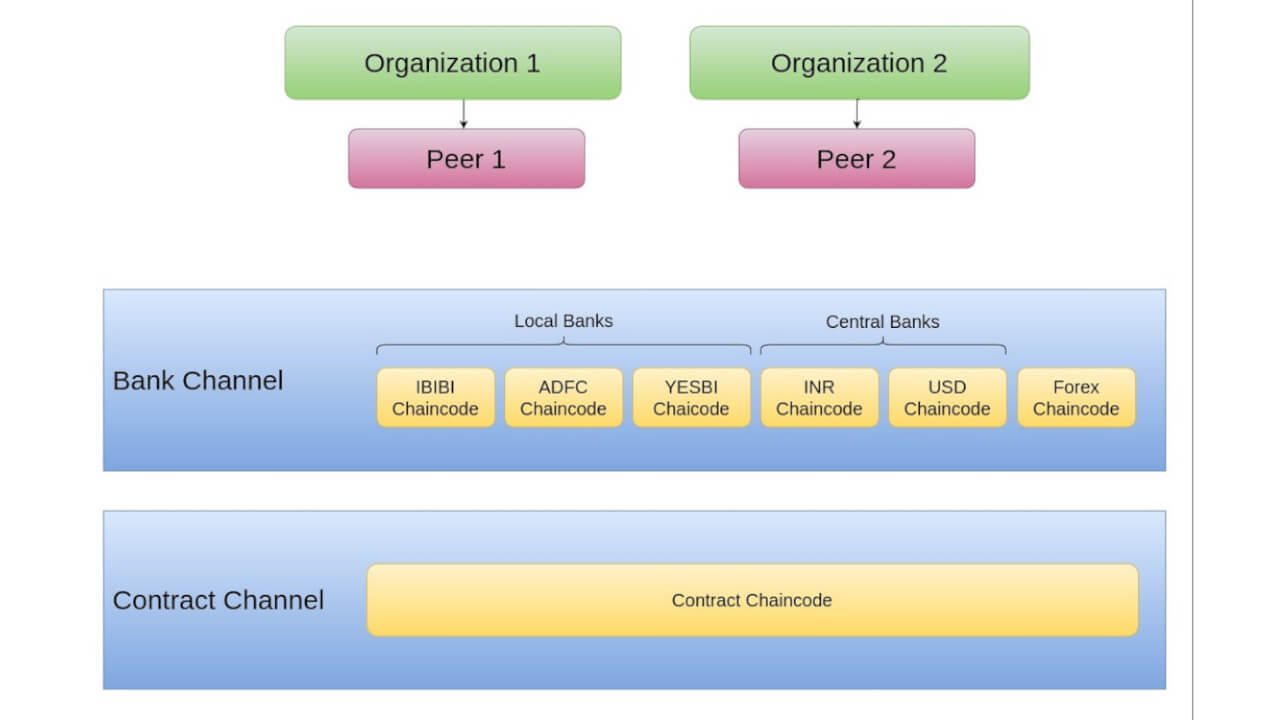 Organization 1
Organization 2
Peer 1
Peer 2
Local Banks
Central Banks
Bank Channel
IBIBI
Chaincode
ADFC
Chaincode
YESBI
Chaicode
INR
Chaincode
USD
Chaincode
Forex
Chaincode
Contract Channel
Contract Chaincode